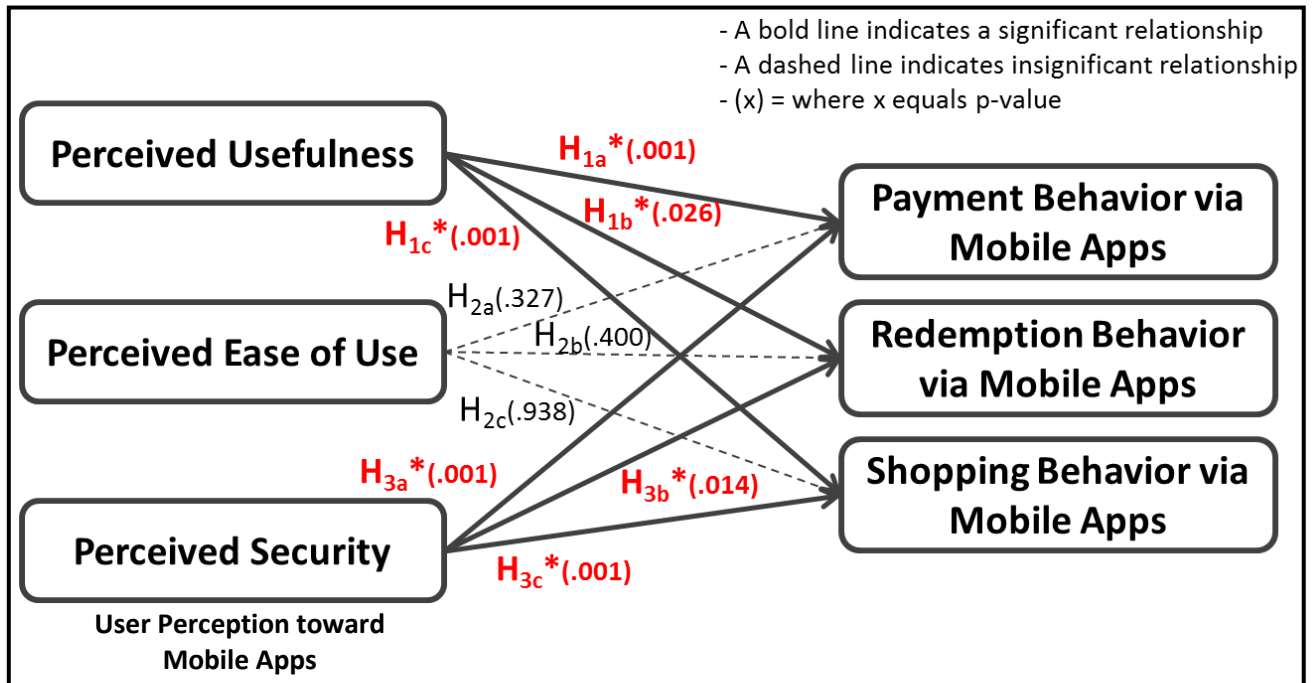 - A bold line indicates a significant relationship
- A dashed line indicates insignificant relationship
- (x) = where x equals p-value
Perceived Usefulness
H1a*(.001)
H1b*(.026)
H1c*(.001)
Payment Behavior via
Mobile Apps
H2a(.327)
Perceived Ease of Use
H2b(.400)
H2c(.938)
Redemption Behavior
via Mobile Apps
H3a*(.001)
H3b*(.014)
Shopping Behavior via
Mobile Apps
Perceived Security
H3c*(.001)
User Perception toward
Mobile Apps